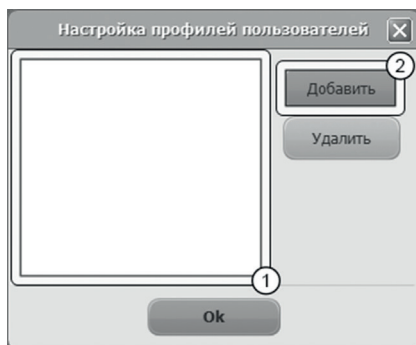 Настройка профилей пользователей
2
Добавить
Удалить
1
Ok